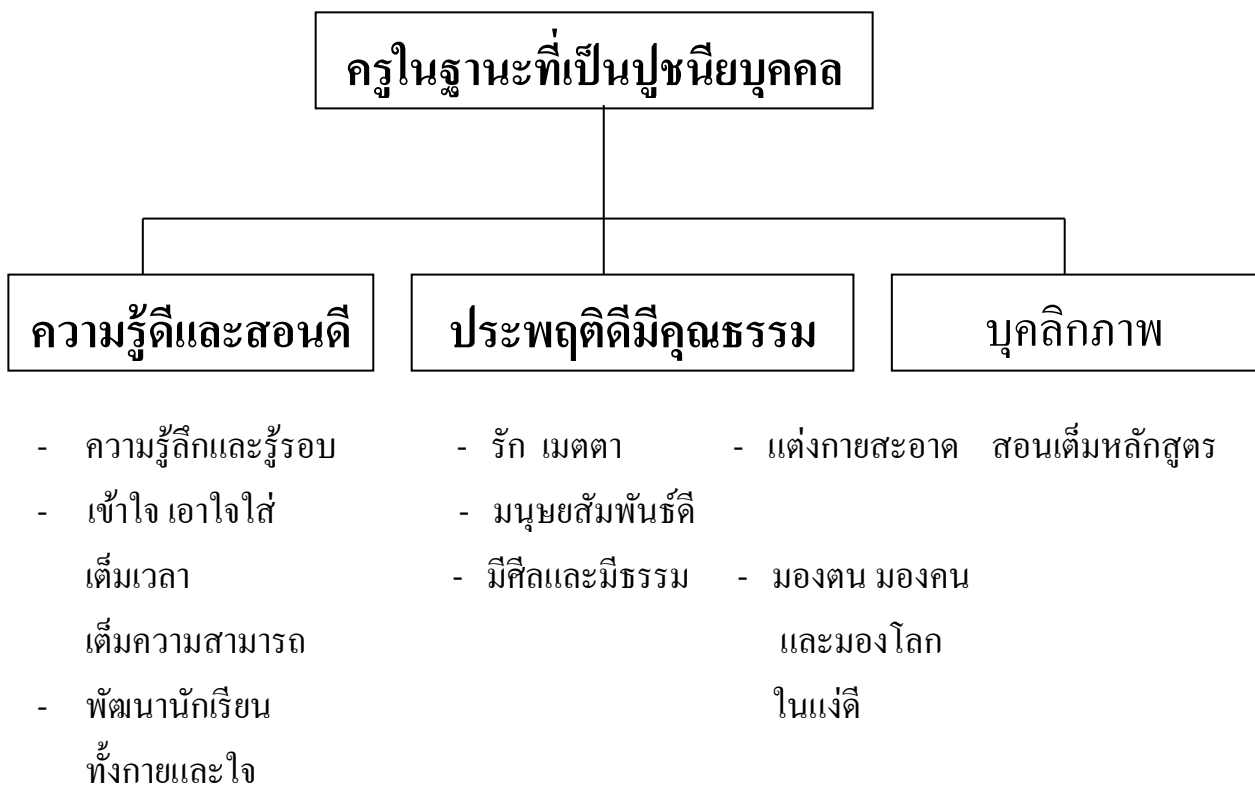 ครูในฐานะที่เป็นปูชนียบุคคล
ความรู้ดีและสอนดี
ประพฤติดีมีคุณธรรม
บุคลิกภาพ
- ความรู้ลึกและรู้รอบ
- เข้าใจ เอาใจใส่
เต็มเวลา
เต็มความสามารถ
- พัฒนานักเรียน
ทั้งกายและใจ
- รัก เมตตา
- มนุษยสัมพันธ์ดี
- มีศีลและมีธรรม
- แต่งกายสะอาด สอนเต็มหลักสูตร
- มองตน มองคน
และมองโลก
ในแง่ดี